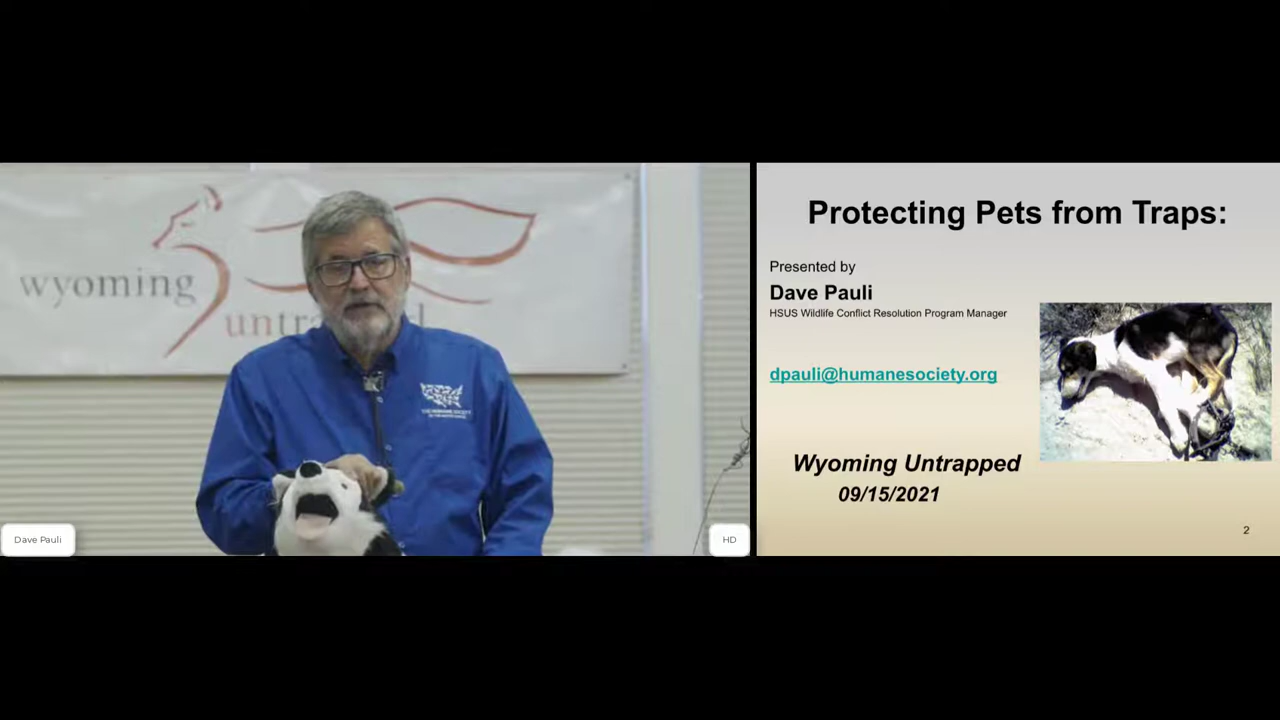 wyoming
Dave Pauli
HD
Protecting Pets from Traps:
Presented by
Dave Pauli
HSUS Wildlife Conflict Resolution Program Manager
dpauli@humanesociety.org
Wyoming Untrapped
09/15/2021
2